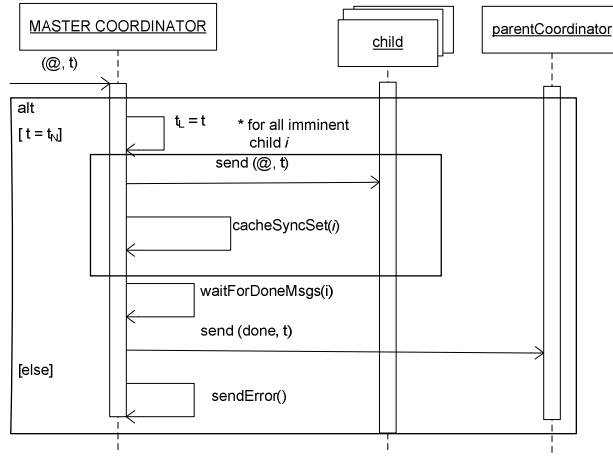 MASTER COORDINATOR
child
parentCoordinator
(@, t)
alt
[ t = tN]
tL = t
* for all imminent
child i
send (@, t)
cacheSyncSet(i)
waitForDoneMsgs(i)
send (done, t)
[else]
sendError()